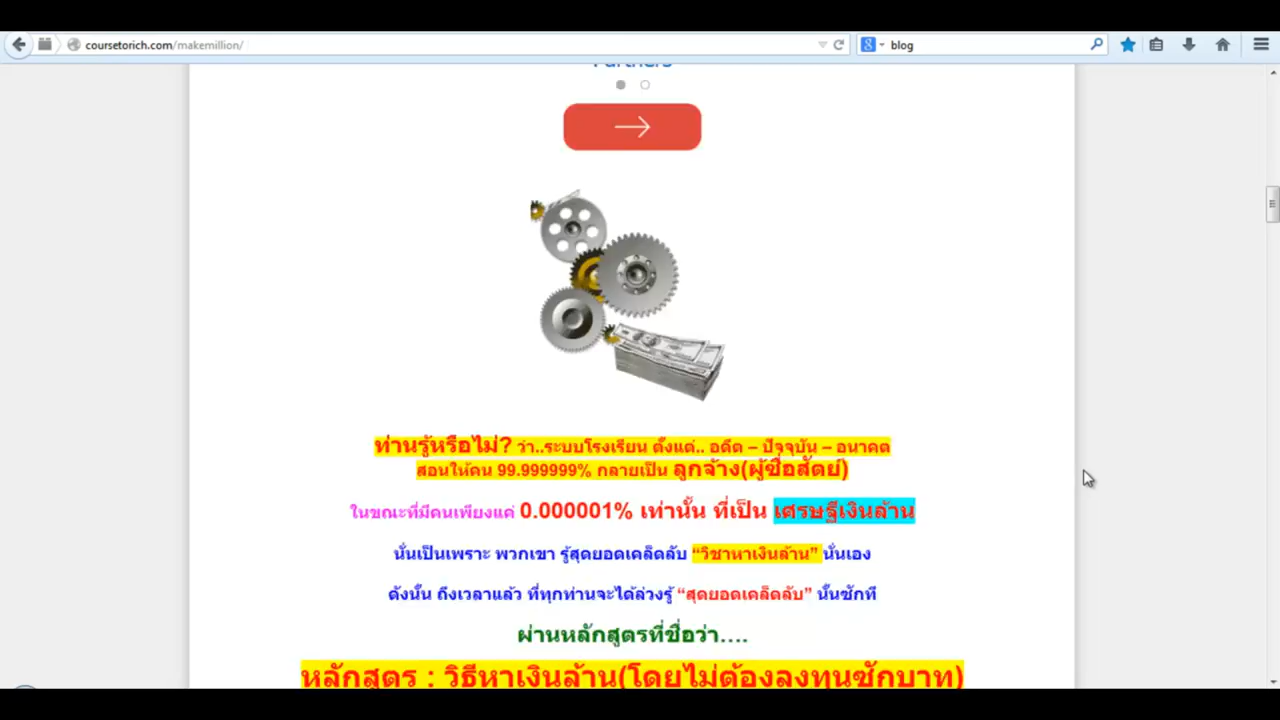 coursetorich.com/makemillion/
blog
Partners
ท่านรู้หรือไม่? ว่า..ระบบโรงเรียน ตั้งแต่.. อดีต – ปัจจุบัน – อนาคต
สอนให้คน 99.999999% กลายเป็น ลูกจ้าง(ผู้ซื่อสัตย์)
ในขณะที่มีคนเพียงแค่ 0.000001% เท่านั้น ที่เป็น เศรษฐีเงินล้าน
นั่นเป็นเพราะ พวกเขา รู้สุดยอดเคล็ดลับ “วิชาหาเงินล้าน” นั่นเอง
ดังนั้น ถึงเวลาแล้ว ที่ทุกท่านจะได้ล่วงรู้ “สุดยอดเคล็ดลับ” นั้นซักที
ผ่านหลักสูตรที่ชื่อว่า….
หลักสูตร : วิธีหาเงินล้าน(โดยไม่ต้องลงทุนซักบาท)